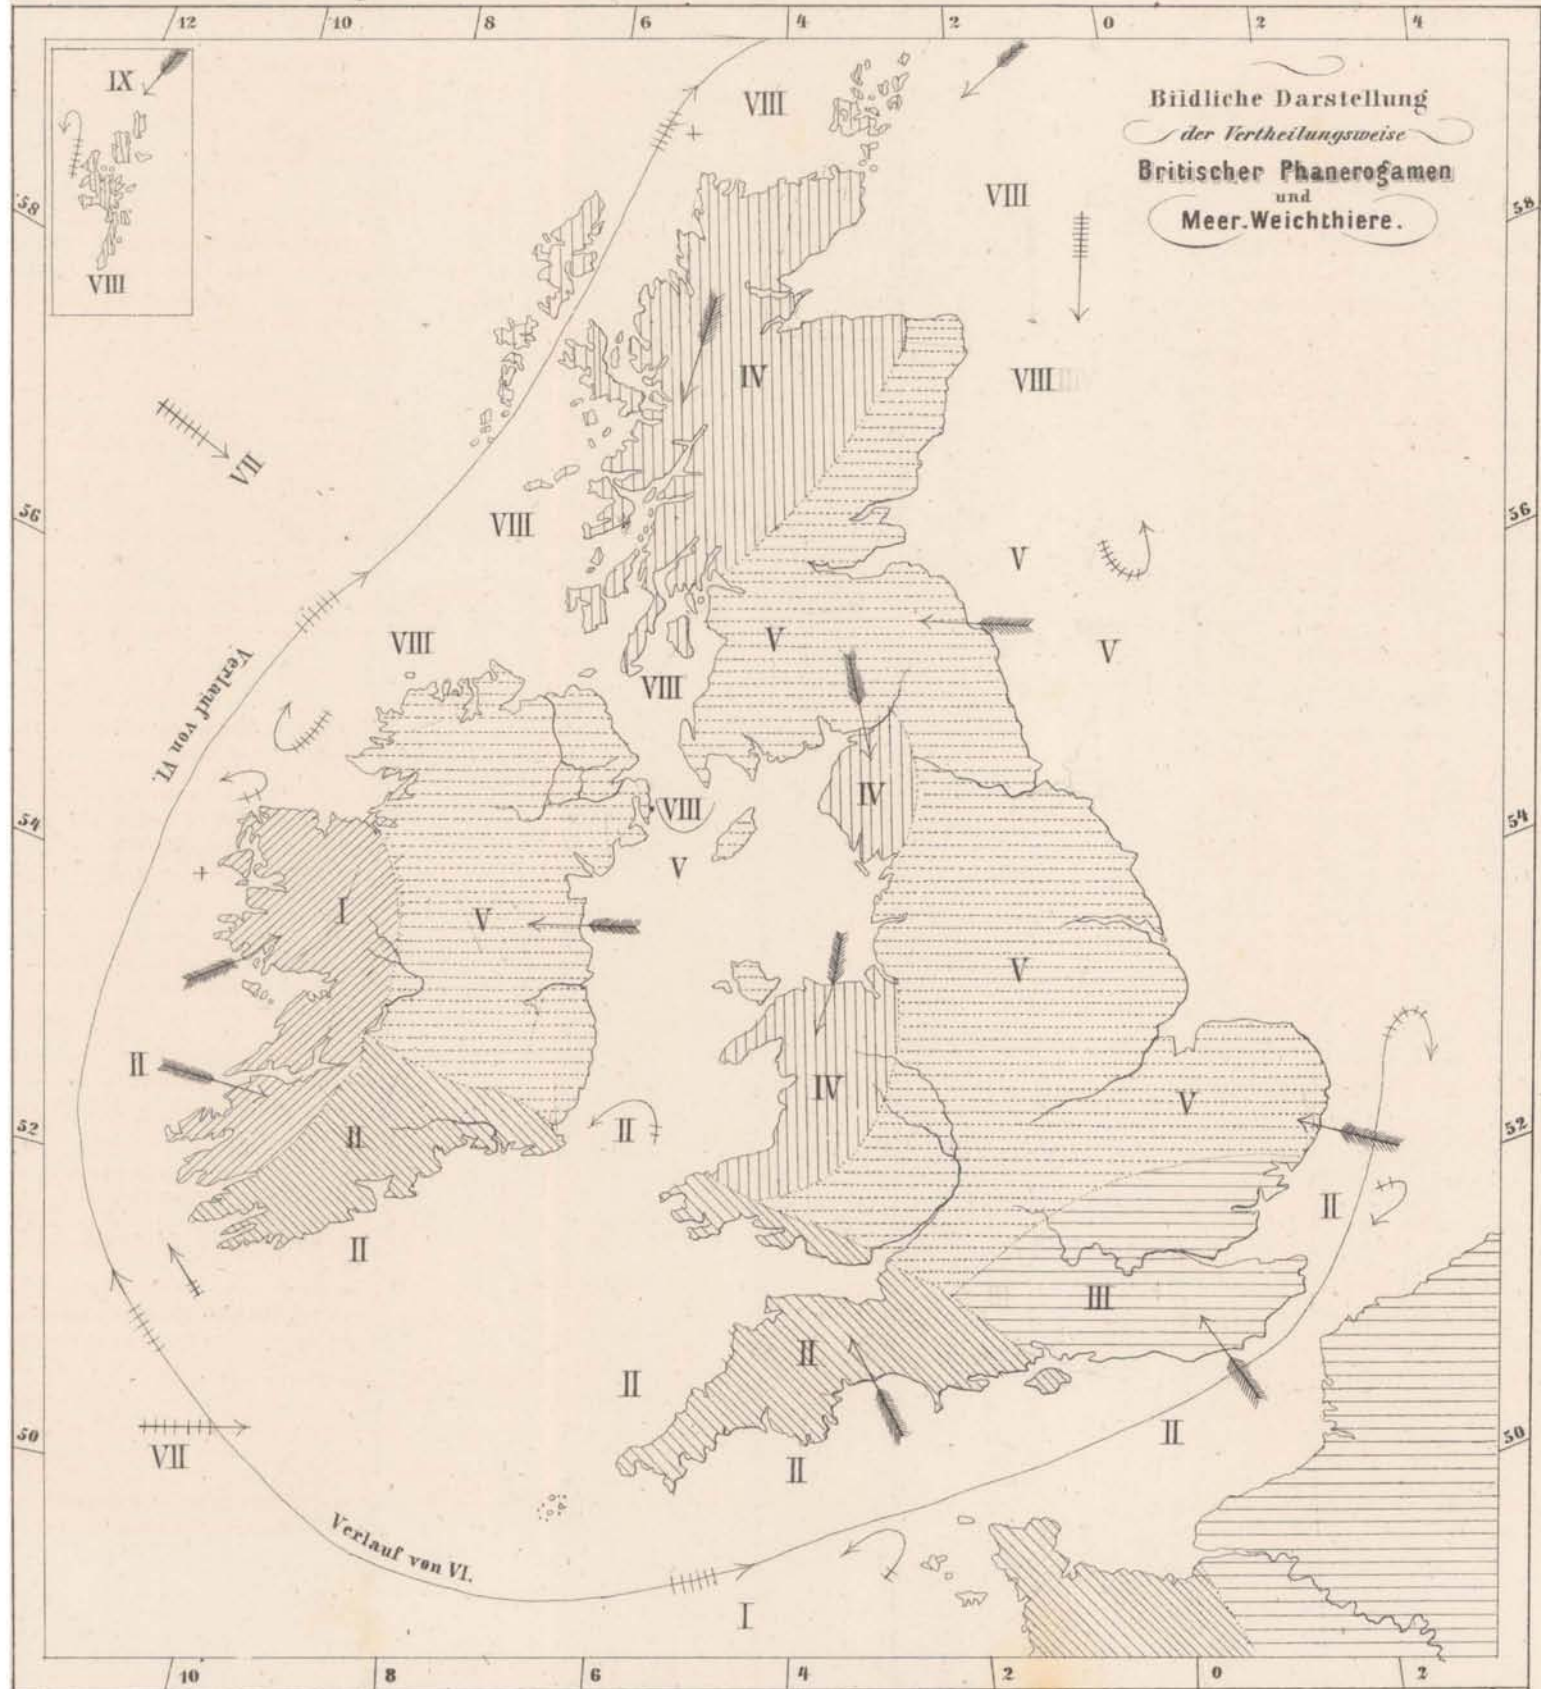 12 10 8 6 4 2 0 2 4
IX
VIII
Biidliche Darstellung
der Vertheilungsweise
Britischer Phanerogamen
und
Meer-Weichthiere.
VIII
58
VIII
58
VIII
IV
VIII
VII
56
VIII
V
56
VIII
V
V
VIII
Verlauf von VI.
54
VIII
IV
54
V
I
V
V
II
IV
V
52
II
II
52
II
II
III
II
II
II
50
VII
II
II
50
Verlauf von VI.
I
10 8 6 4 2 0 2